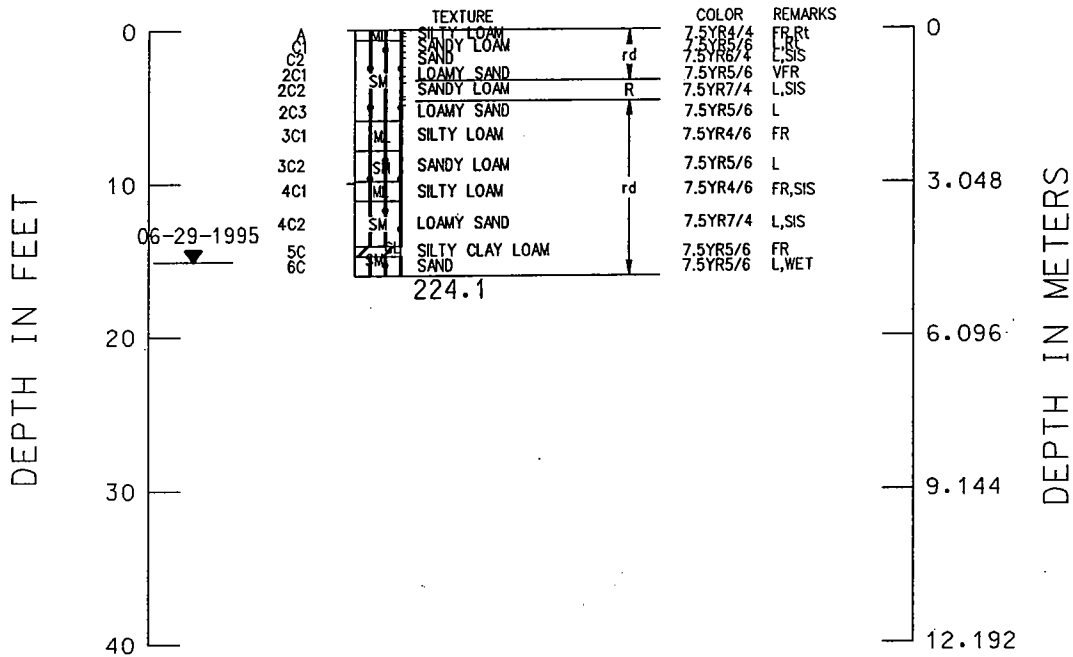 TEXTURE COLOR REMARKS
0 A ML SILTY LOAM 7.5YR4/4 FR,Rt 0
C1 SANDY LOAM 7.5YR5/6 L,Rt
C2 SAND rd 7.5YR6/4 L,SIS
2C1 SM LOAMY SAND 7.5YR5/6 VFR
2C2 SANDY LOAM R 7.5YR7/4 L,SIS
2C3 LOAMY SAND 7.5YR5/6 L
3C1 ML SILTY LOAM 7.5YR4/6 FR
3C2 SM SANDY LOAM 7.5YR5/6 L
10 4C1 ML SILTY LOAM rd 7.5YR4/6 FR,SIS 3.048
4C2 SM LOAMY SAND 7.5YR7/4 L,SIS
06-29-1995
5C CL SILTY CLAY LOAM 7.5YR5/6 FR
6C SM SAND 7.5YR5/6 L,WET
224.1
20 6.096
30 9.144
40 12.192
DEPTH IN FEET
DEPTH IN METERS